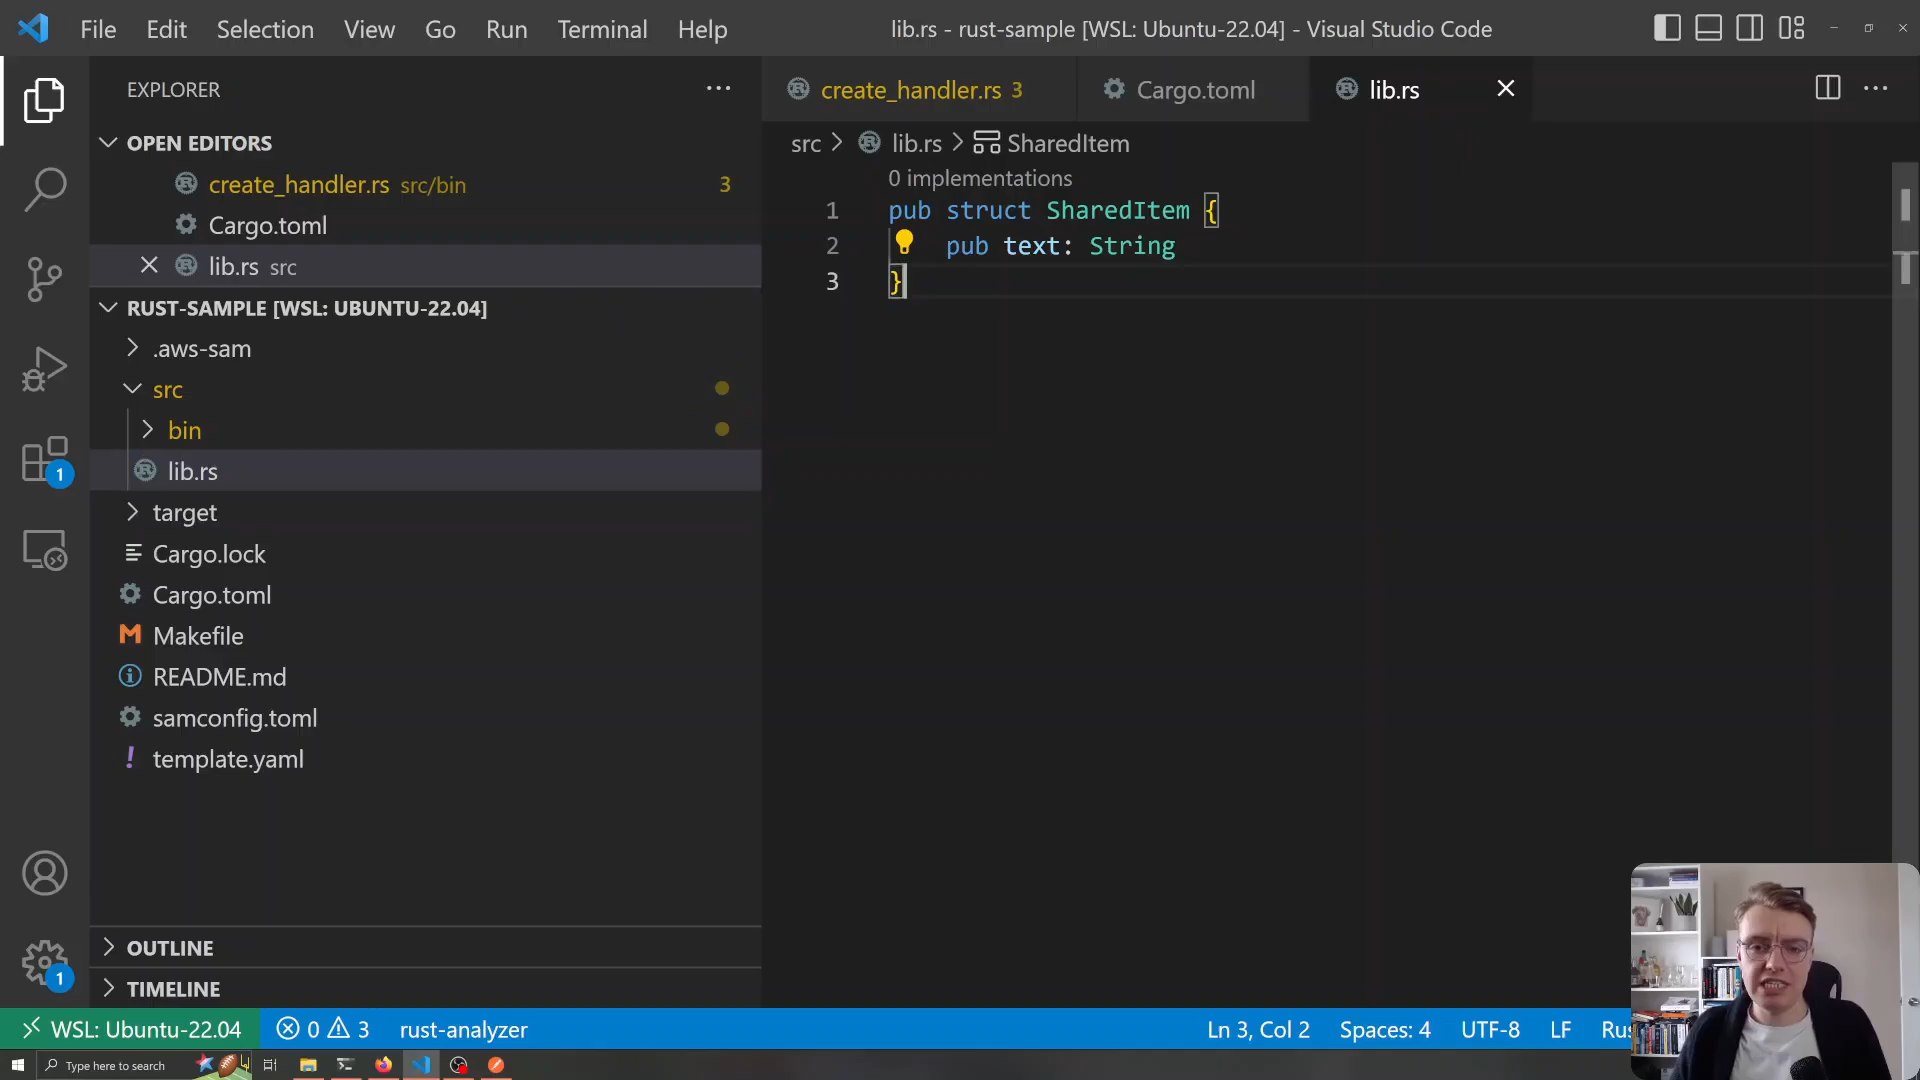 File Edit Selection View Go Run Terminal Help
lib.rs - rust-sample [WSL: Ubuntu-22.04] - Visual Studio Code
EXPLORER
OPEN EDITORS
create_handler.rs src/bin 3
Cargo.toml
lib.rs src
RUST-SAMPLE [WSL: UBUNTU-22.04]
.aws-sam
src
bin
lib.rs
target
Cargo.lock
Cargo.toml
Makefile
README.md
samconfig.toml
template.yaml
OUTLINE
TIMELINE
1
1
create_handler.rs 3
Cargo.toml
lib.rs
src > lib.rs > SharedItem
0 implementations
1 pub struct SharedItem {
2 pub text: String
3 }
WSL: Ubuntu-22.04 0 3 rust-analyzer
Ln 3, Col 2 Spaces: 4 UTF-8 LF Rus
Type here to search